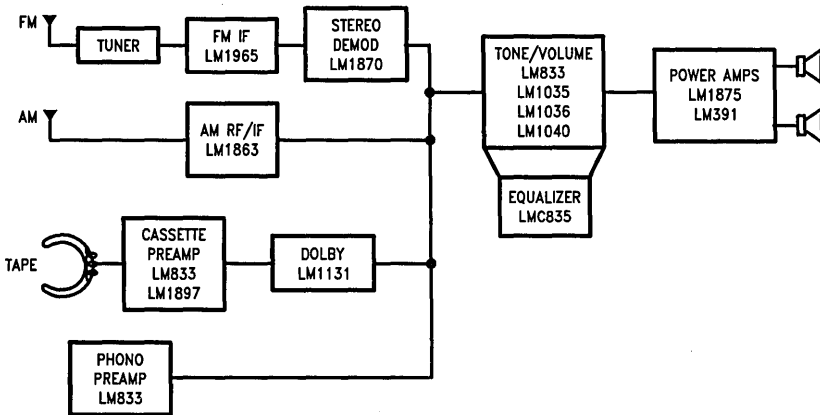 FM
TUNER
FM IF
LM1965
STEREO
DEMOD
LM1870
AM
AM RF/IF
LM1863
TAPE
CASSETTE
PREAMP
LM833
LM1897
DOLBY
LM1131
PHONO
PREAMP
LM833
TONE/VOLUME
LM833
LM1035
LM1036
LM1040
EQUALIZER
LMC835
POWER AMPS
LM1875
LM391